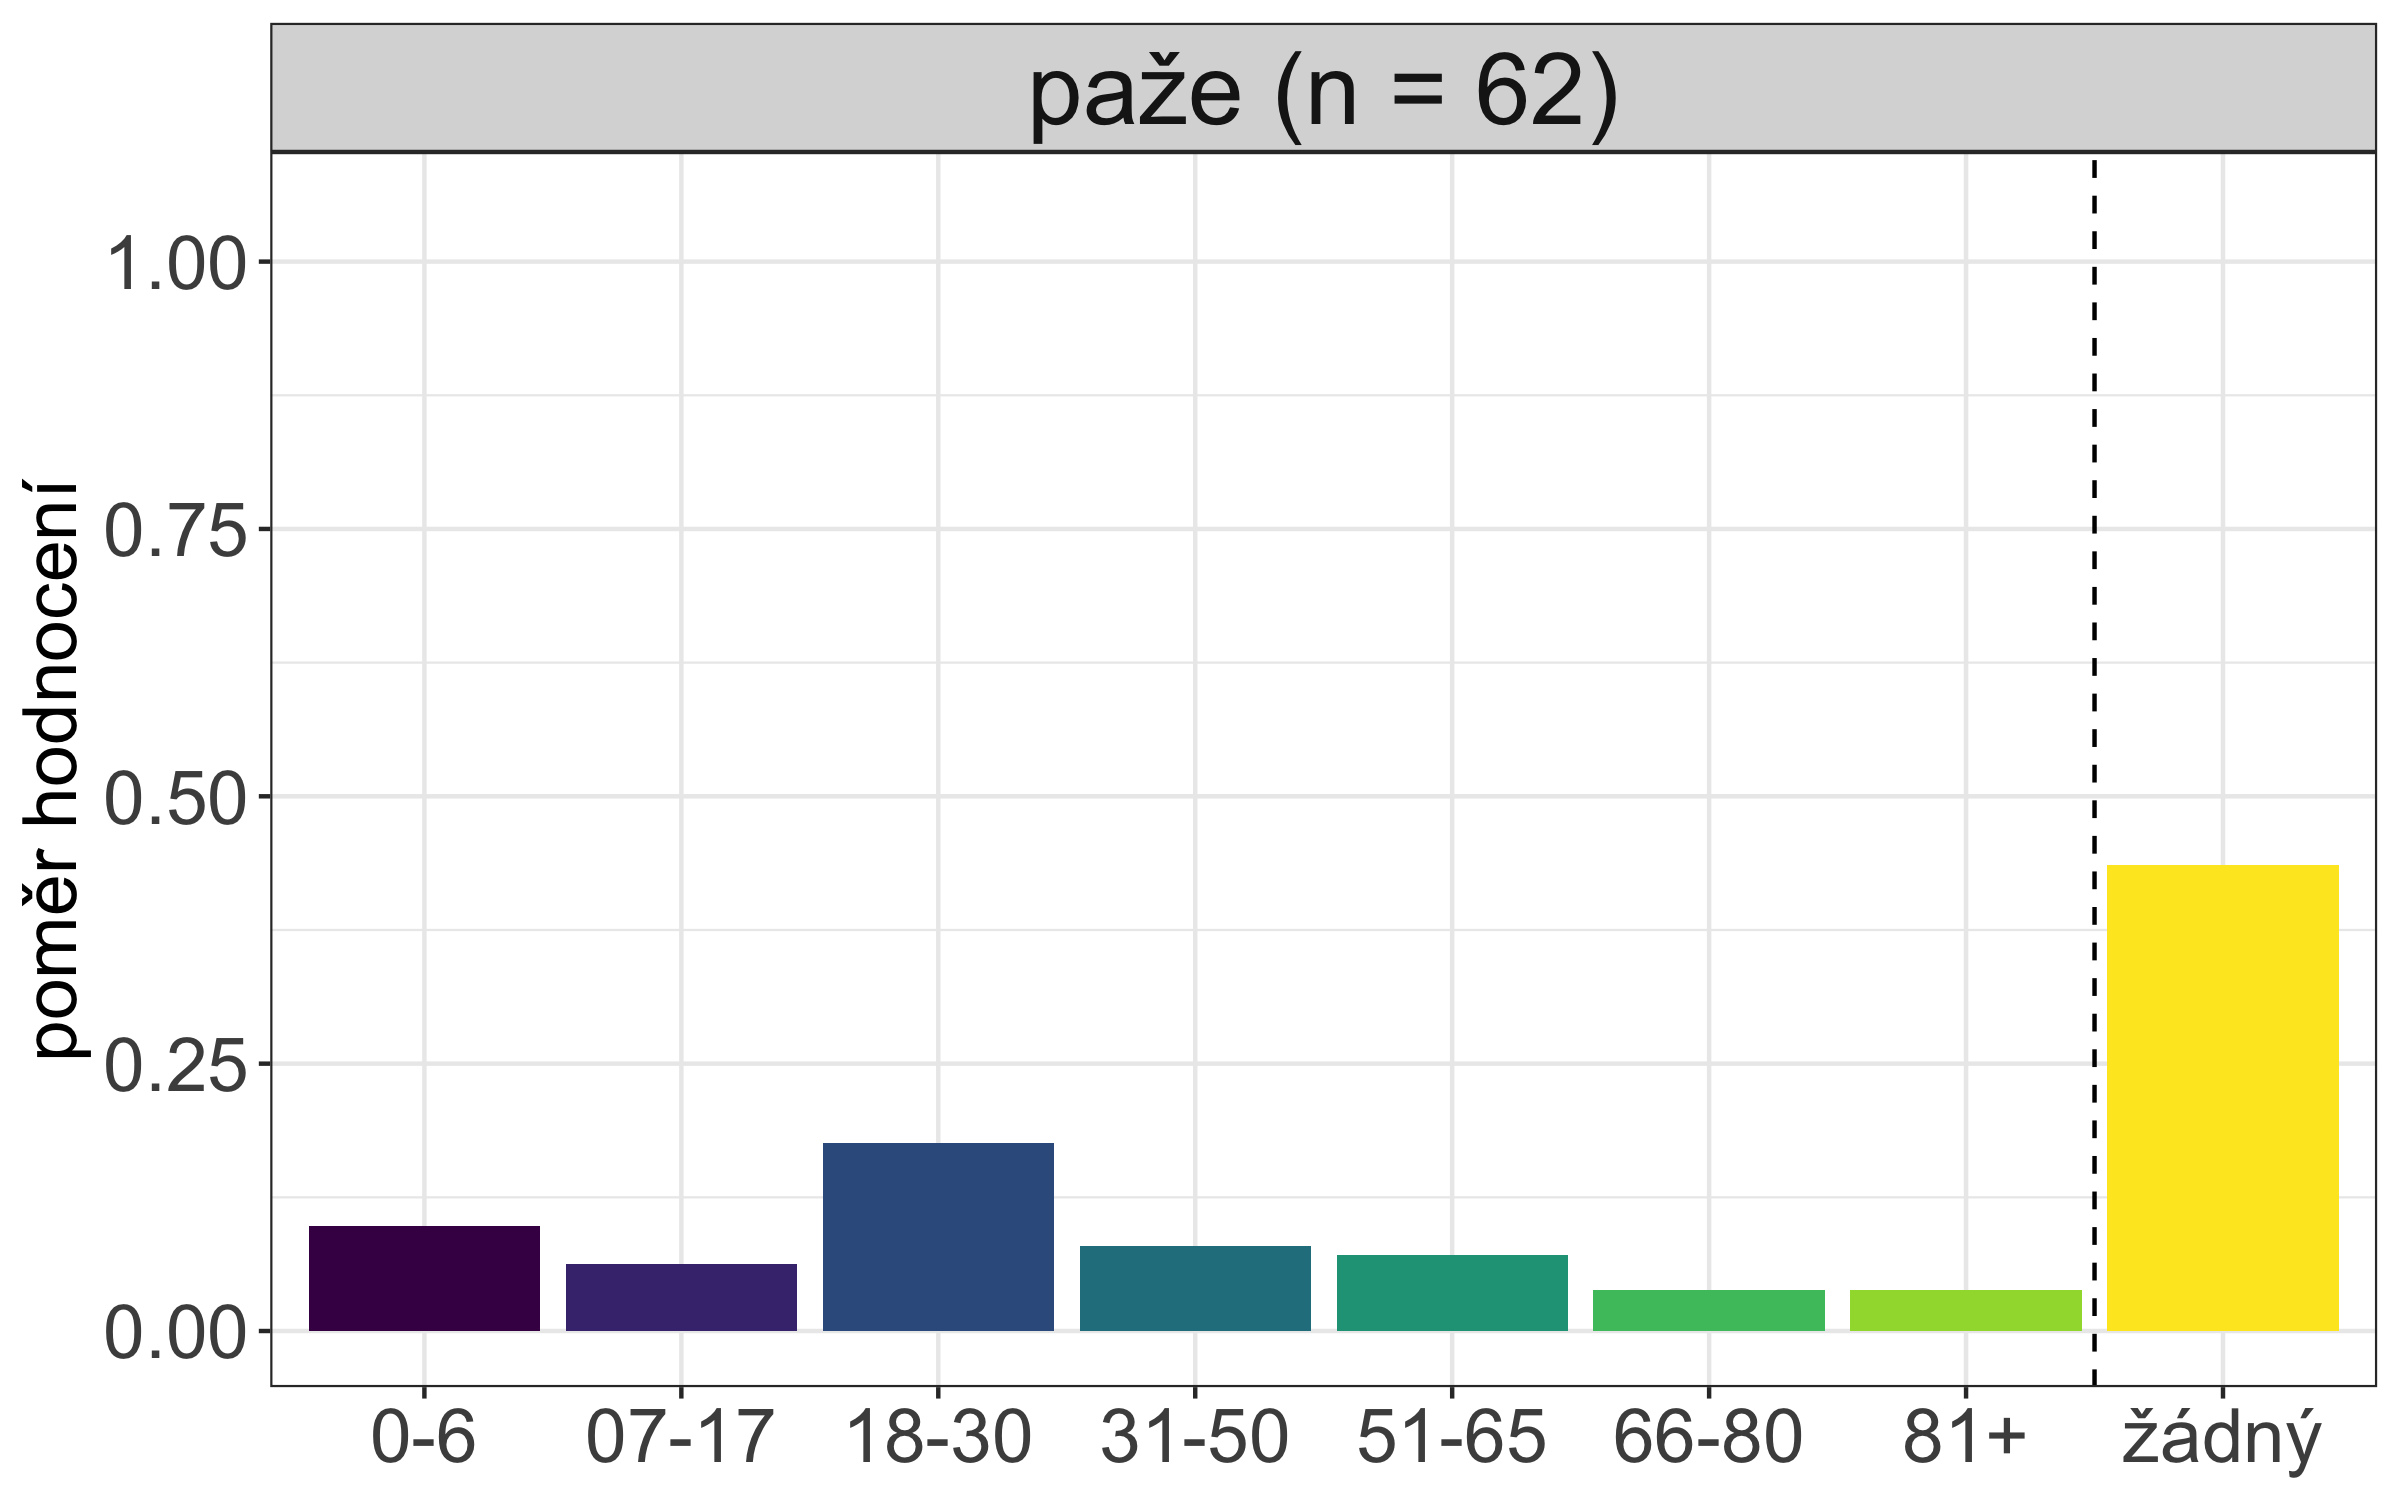 paže (n = 62)
poměr hodnocení
1.00
0.75
0.50
0.25
0.00
0-6 07-17 18-30 31-50 51-65 66-80 81+ žádný